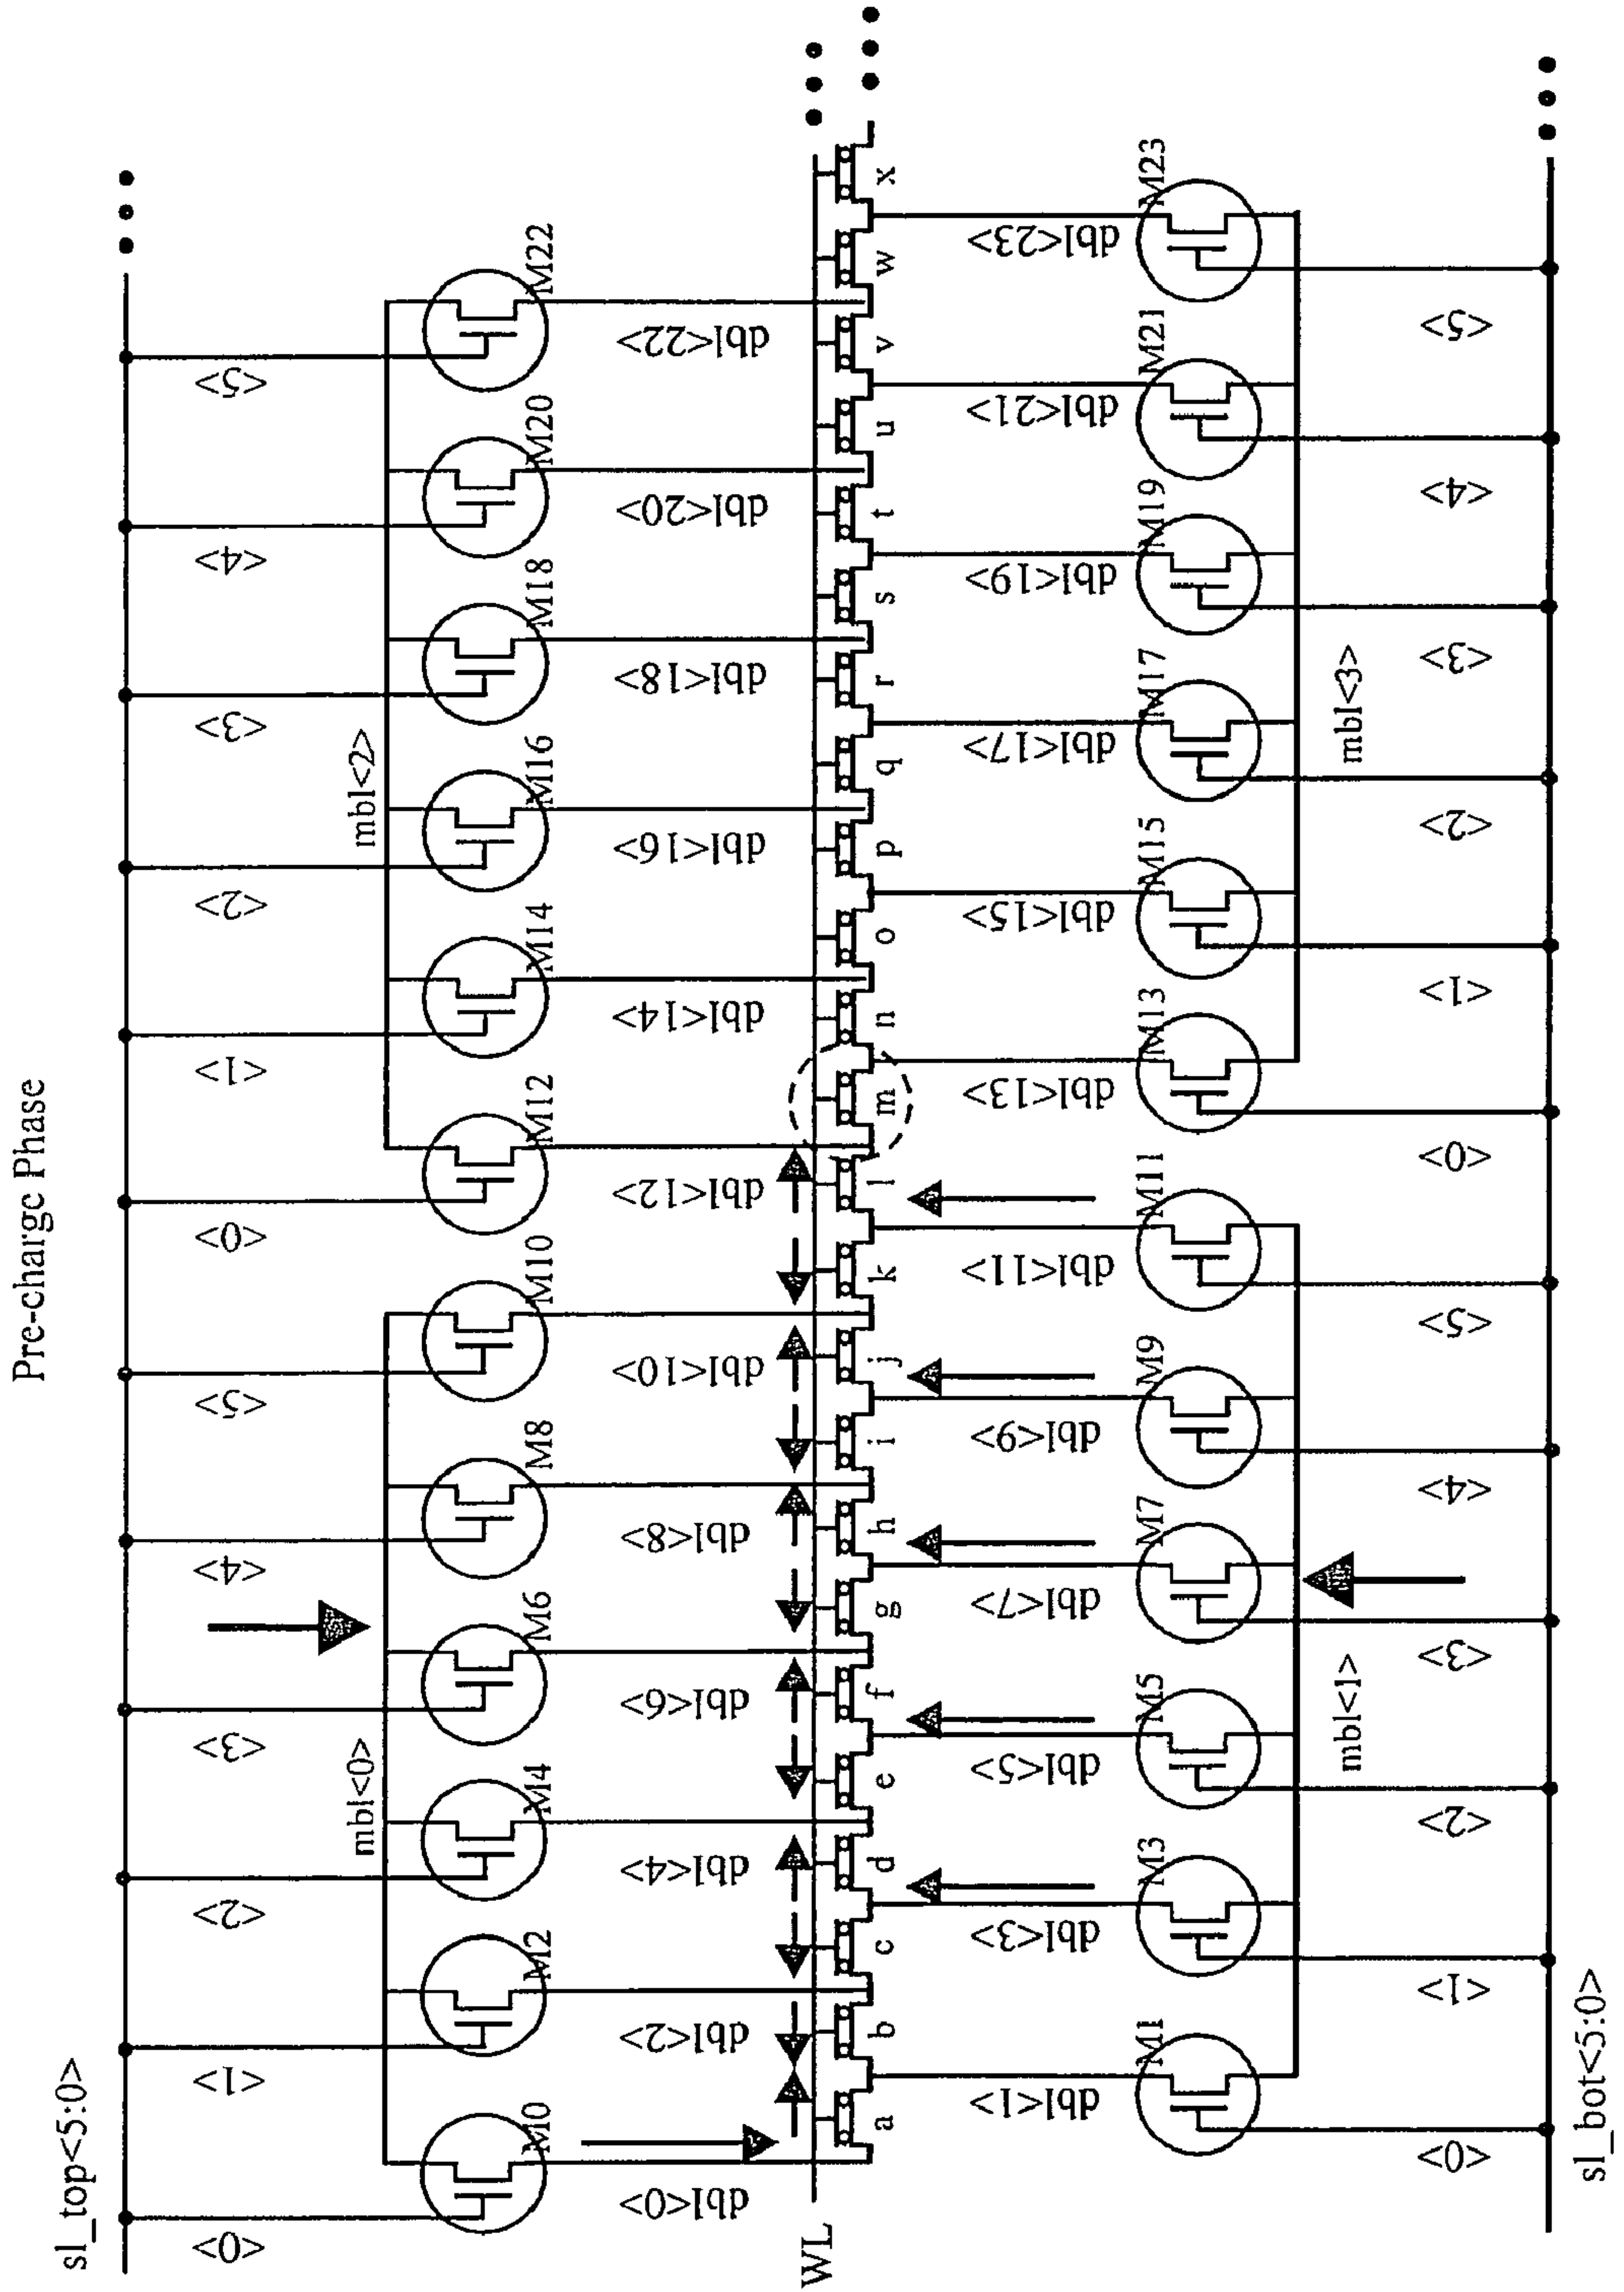 Pre-charge Phase
sl_top<5:0>
<0>
<1>
<2>
<3>
<4>
<5>
<0>
<1>
<2>
<3>
<4>
<5>
mbl<0>
mbl<2>
M0
M2
M4
M6
M8
M10
M12
M14
M16
M18
M20
M22
dbl<0>
dbl<2>
dbl<4>
dbl<6>
dbl<8>
dbl<10>
dbl<12>
dbl<14>
dbl<16>
dbl<18>
dbl<20>
dbl<22>
WL
a
b
c
d
e
f
g
h
i
j
k
l
m
n
o
p
q
r
s
t
u
v
w
x
dbl<1>
dbl<3>
dbl<5>
dbl<7>
dbl<9>
dbl<11>
dbl<13>
dbl<15>
dbl<17>
dbl<19>
dbl<21>
dbl<23>
M1
M3
M5
M7
M9
M11
M13
M15
M17
M19
M21
M23
mbl<1>
mbl<3>
<0>
<1>
<2>
<3>
<4>
<5>
<0>
<1>
<2>
<3>
<4>
<5>
sl_bot<5:0>